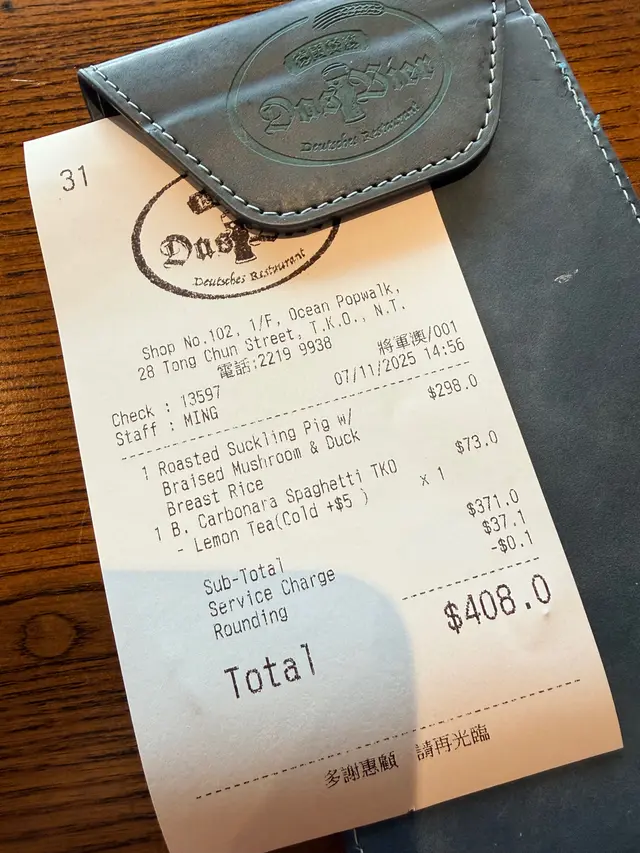 Das Bier
Deutsches Restaurant
31
Das
Deutsches Restaurant
Shop No.102, 1/F, Ocean Popwalk,
28 Tong Chun Street, T.K.O., N.T.
電話:2219 9938
將軍澳/001
Check : 13597
07/11/2025 14:56
Staff : MING
1 Roasted Suckling Pig w/ $298.0
Braised Mushroom & Duck
Breast Rice
1 B. Carbonara Spaghetti TKO $73.0
- Lemon Tea(Cold +$5 ) x 1
Sub-Total $371.0
Service Charge $37.1
Rounding -$0.1
Total $408.0
多謝惠顧 請再光臨